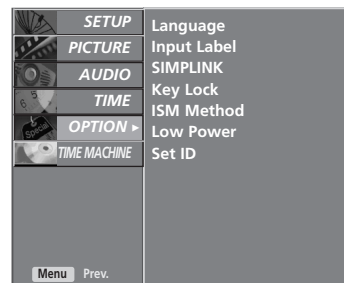 SETUP
PICTURE
AUDIO
TIME
OPTION ►
TIME MACHINE
Menu Prev.
Language
Input Label
SIMPLINK
Key Lock
ISM Method
Low Power
Set ID
Special